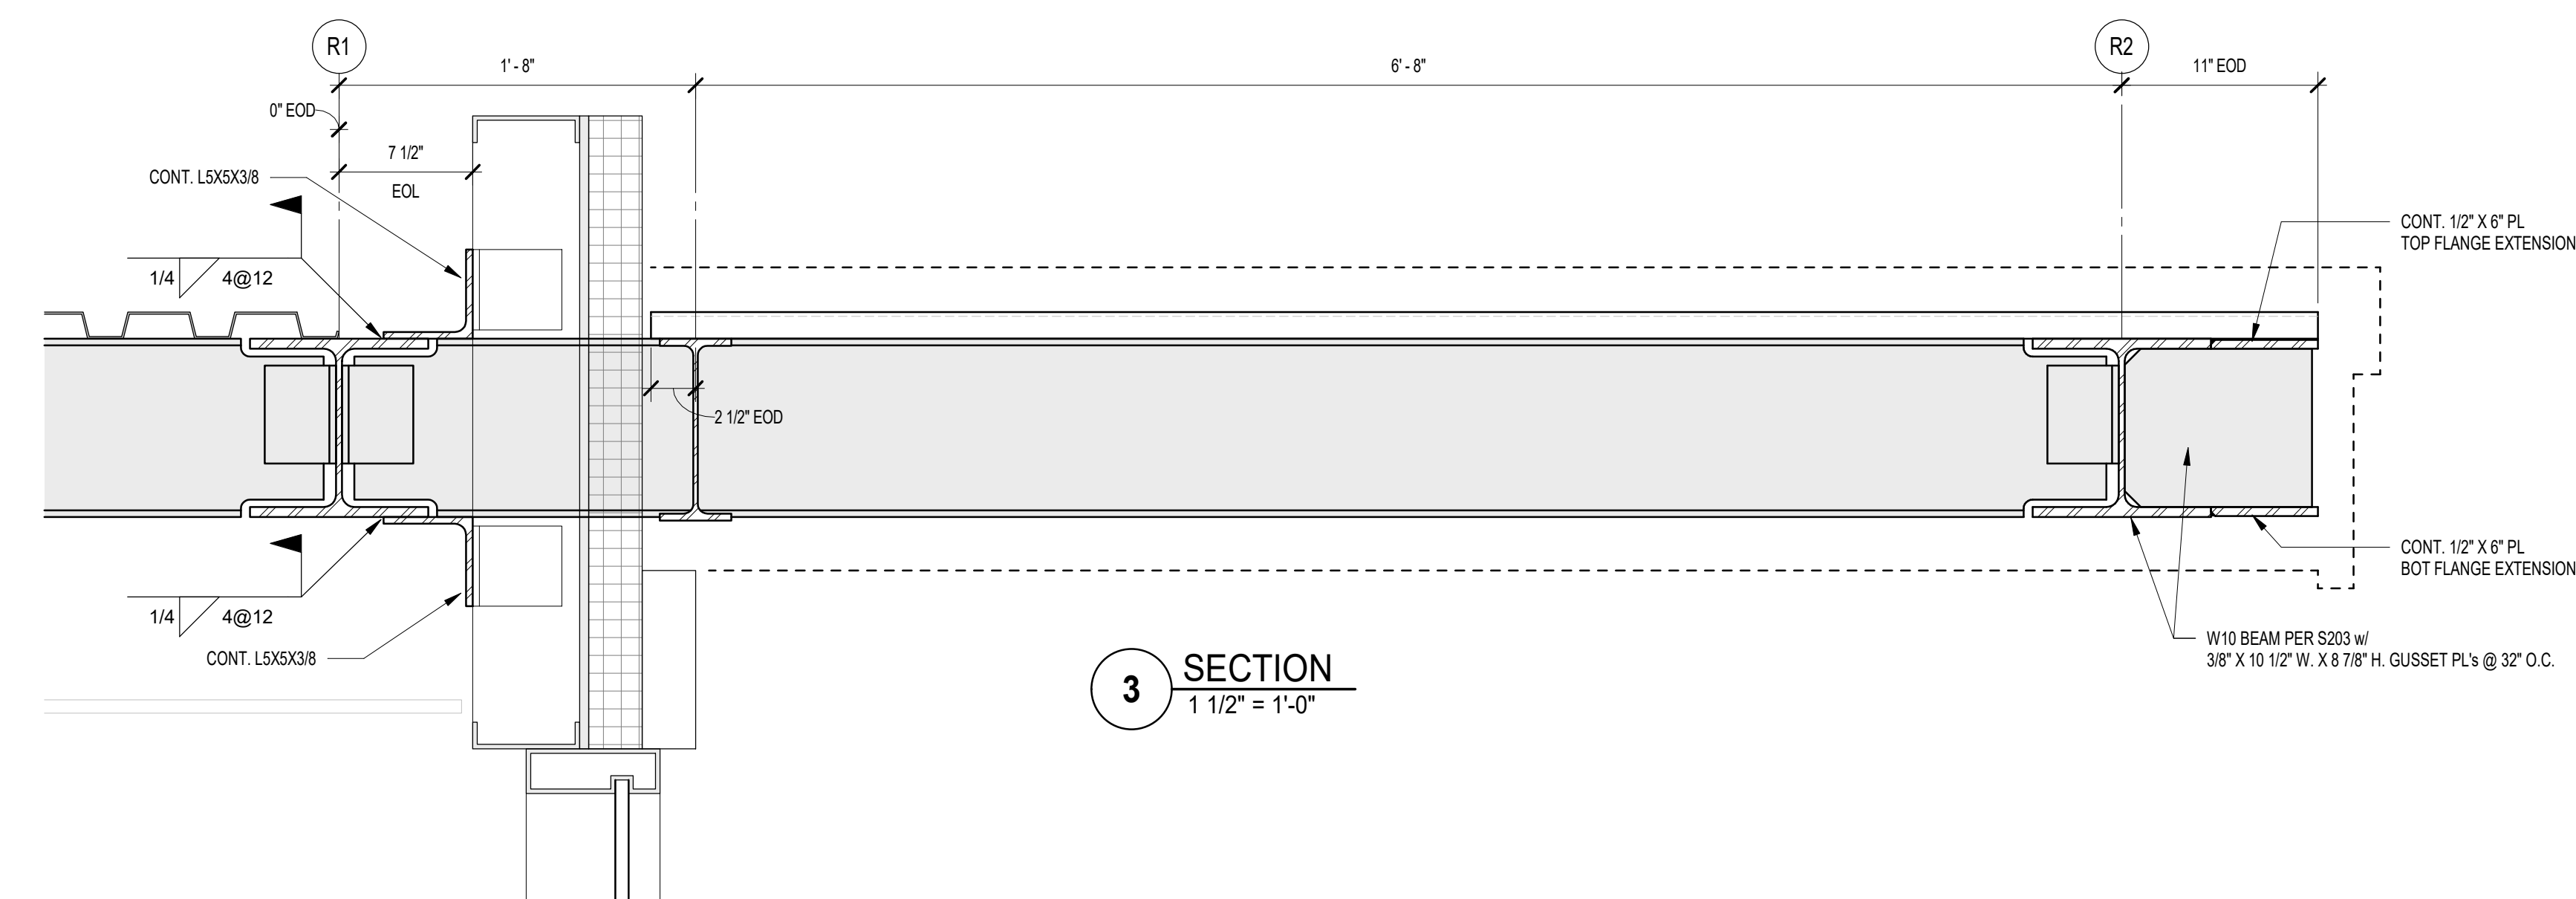 R1
R2
1' - 8"
6' - 8"
11" EOD
0" EOD
7 1/2"
EOL
CONT. L5X5X3/8
1/4
4@12
CONT. 1/2" X 6" PL
TOP FLANGE EXTENSION
2 1/2" EOD
CONT. 1/2" X 6" PL
BOT FLANGE EXTENSION
1/4
4@12
CONT. L5X5X3/8
W10 BEAM PER S203 w/
3/8" X 10 1/2" W. X 8 7/8" H. GUSSET PL's @ 32" O.C.
3
SECTION
1 1/2" = 1'-0"